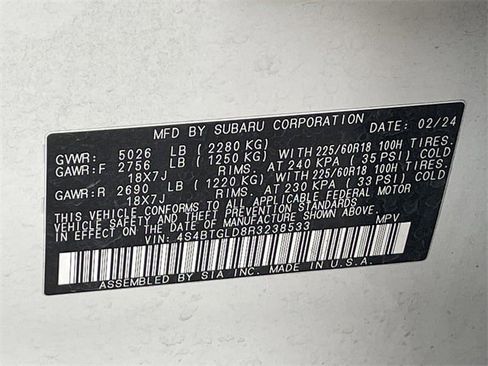 MFD BY SUBARU CORPORATION DATE: 02/24
GVWR: 5026 LB ( 2280 KG)
GAWR:F 2756 LB ( 1250 KG) WITH 225/60R18 100H TIRES.
18X7J RIMS. AT 240 KPA ( 35 PSI) COLD
GAWR:R 2690 LB ( 1220 KG) WITH 225/60R18 100H TIRES.
18X7J RIMS. AT 230 KPA ( 33 PSI) COLD
THIS VEHICLE CONFORMS TO ALL APPLICABLE FEDERAL MOTOR
VEHICLE SAFETY AND BUMPER STANDARDS IN EFFECT ON THE DATE OF MANUFACTURE SHOWN ABOVE.
VIN: 4S4BTGLD8R3238533 MPV
ASSEMBLED BY SIA INC. MADE IN U.S.A.